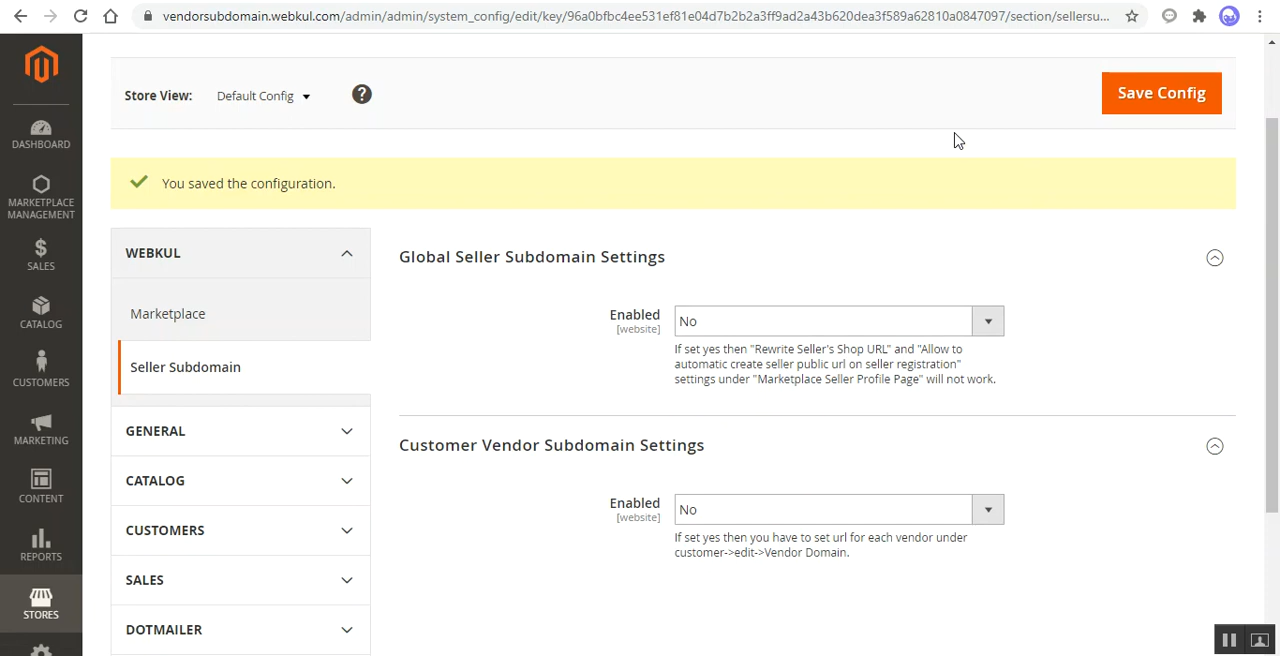 vendorsubdomain.webkul.com/admin/admin/system_config/edit/key/96a0bfbc4ee531ef81e04d7b2b2a3ff9ad2a43b620dea3f589a62810a0847097/section/sellersu...
Store View: Default Config ?
Save Config
You saved the configuration.
DASHBOARD
MARKETPLACE
MANAGEMENT
SALES
CATALOG
CUSTOMERS
MARKETING
CONTENT
REPORTS
STORES
WEBKUL
Marketplace
Seller Subdomain
GENERAL
CATALOG
CUSTOMERS
SALES
DOTMAILER
Global Seller Subdomain Settings
Enabled
[website]
No
If set yes then "Rewrite Seller's Shop URL" and "Allow to
automatic create seller public url on seller registration"
settings under "Marketplace Seller Profile Page" will not work.
Customer Vendor Subdomain Settings
Enabled
[website]
No
If set yes then you have to set url for each vendor under
customer->edit->Vendor Domain.